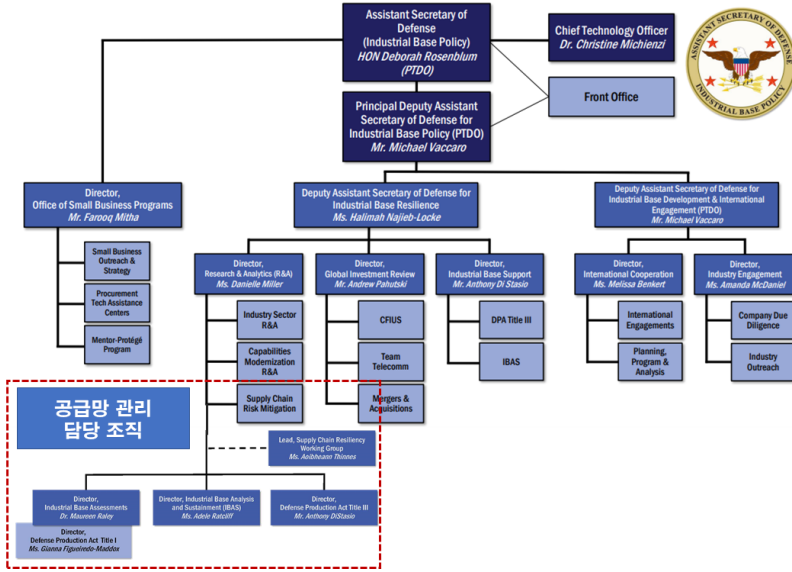 Assistant Secretary of
Defense
(Industrial Base Policy)
HON Deborah Rosenblum
(PTDO)
Chief Technology Officer
Dr. Christine Michienzi
ASSISTANT SECRETARY OF DEFENSE
INDUSTRIAL BASE POLICY
Front Office
Principal Deputy Assistant
Secretary of Defense for
Industrial Base Policy (PTDO)
Mr. Michael Vaccaro
Director,
Office of Small Business Programs
Mr. Farooq Mitha
Deputy Assistant Secretary of Defense for
Industrial Base Resilience
Ms. Halimah Najieb-Locke
Deputy Assistant Secretary of Defense for
Industrial Base Development & International
Engagement (PTDO)
Mr. Michael Vaccaro
Small Business
Outreach &
Strategy
Procurement
Tech Assistance
Centers
Mentor-Protégé
Program
Director,
Research & Analytics (R&A)
Ms. Danielle Miller
Director,
Global Investment Review
Mr. Andrew Pahutski
Director,
Industrial Base Support
Mr. Anthony Di Stasio
Director,
International Cooperation
Ms. Melissa Benkert
Director,
Industry Engagement
Ms. Amanda McDaniel
Industry Sector
R&A
Capabilities
Modernization
R&A
Supply Chain
Risk Mitigation
CFIUS
Team
Telecomm
Mergers &
Acquisitions
DPA Title III
IBAS
International
Engagements
Planning,
Program &
Analysis
Company Due
Diligence
Industry
Outreach
공급망 관리
담당 조직
Lead, Supply Chain Resiliency
Working Group
Ms. Aeibheann Thinnes
Director,
Industrial Base Assessments
Dr. Maureen Raley
Director,
Defense Production Act Title I
Ms. Gianna Figueiredo-Maddox
Director, Industrial Base Analysis
and Sustainment (IBAS)
Ms. Adele Ratcliff
Director,
Defense Production Act Title III
Mr. Anthony DiStasio